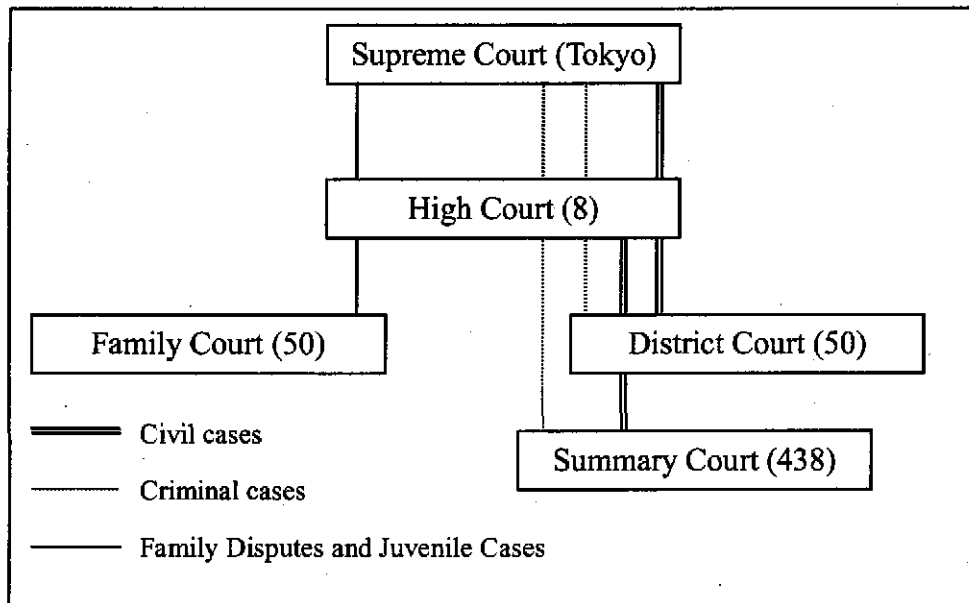 Supreme Court (Tokyo)
High Court (8)
Family Court (50)
District Court (50)
Summary Court (438)
Civil cases
Criminal cases
Family Disputes and Juvenile Cases